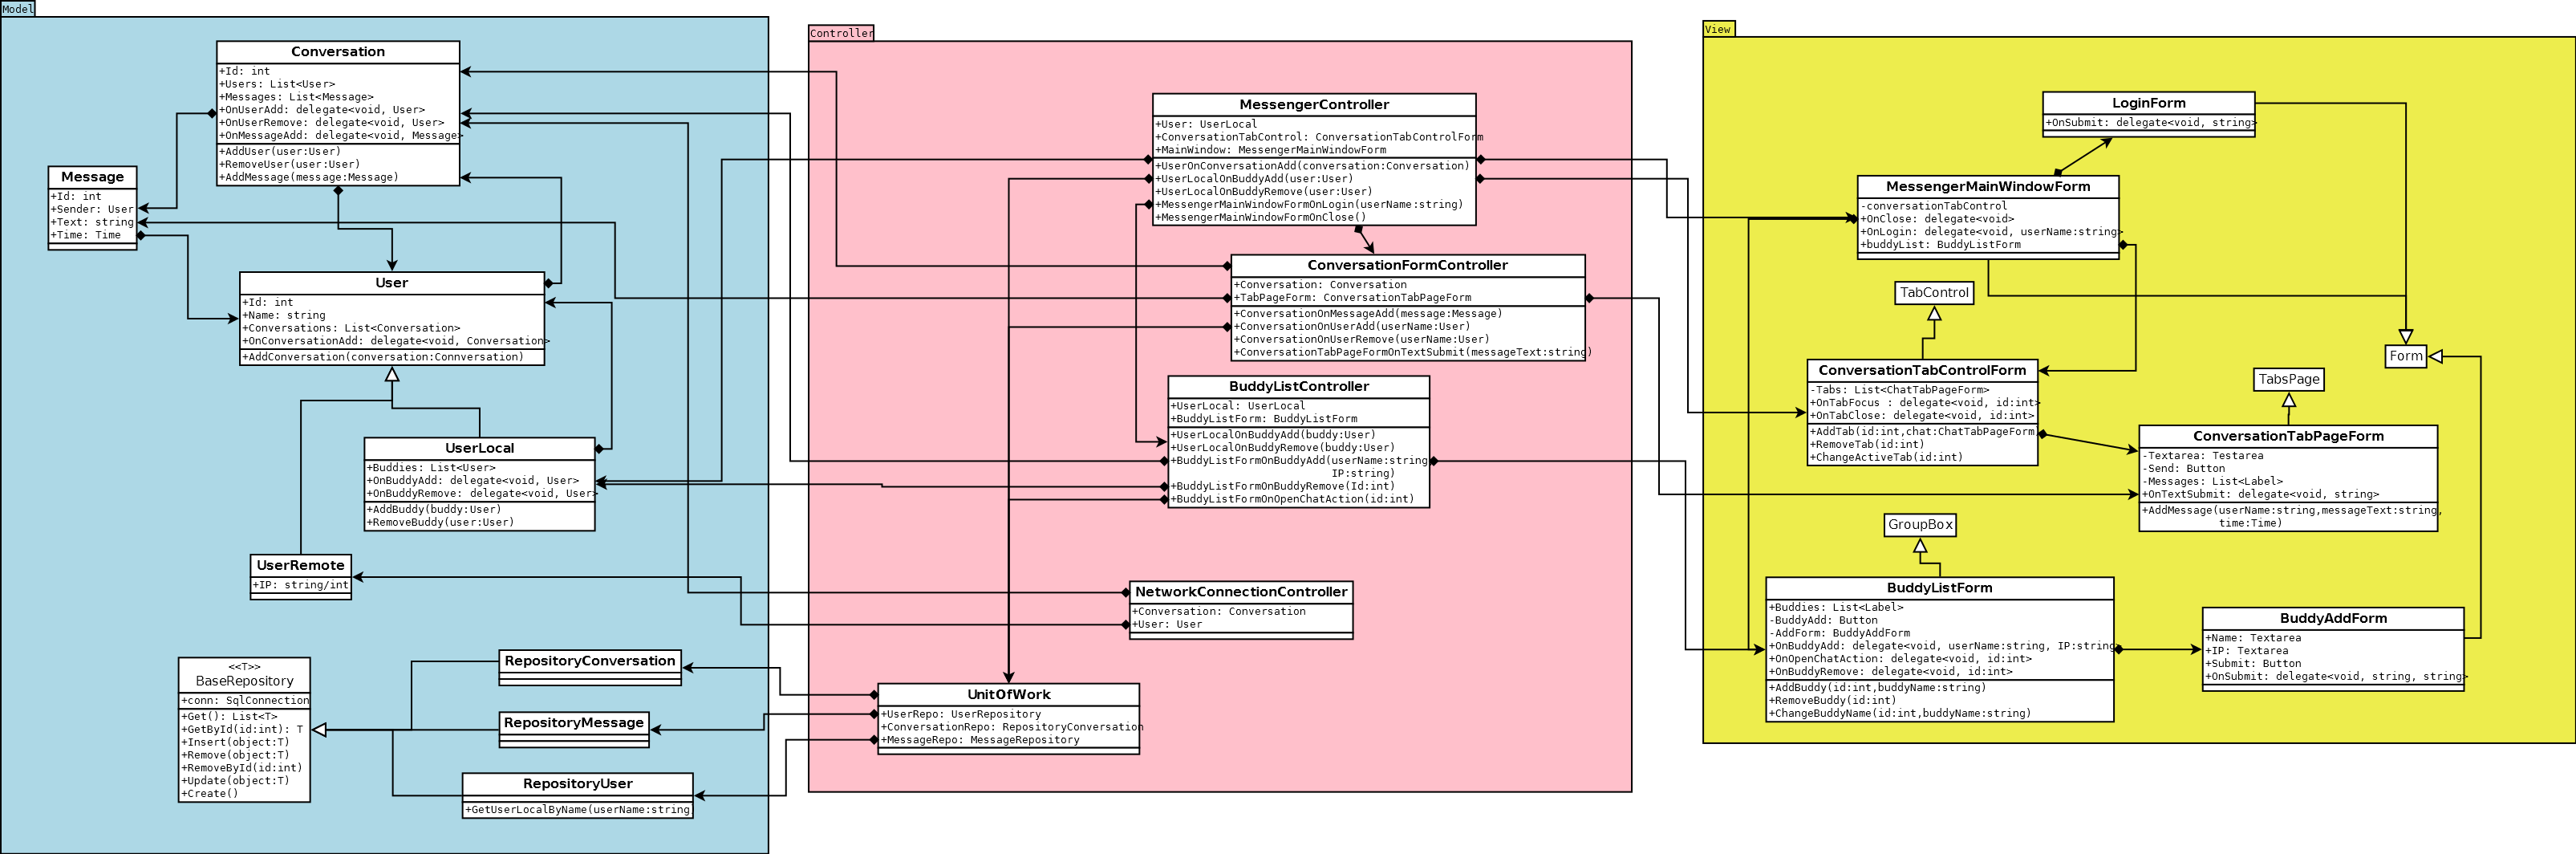 Model
Conversation
+Id: int
+Users: List<User>
+Messages: List<Message>
+OnUserAdd: delegate<void, User>
+OnUserRemove: delegate<void, User>
+OnMessageAdd: delegate<void, Message>
+AddUser(user:User)
+RemoveUser(user:User)
+AddMessage(message:Message)
Message
+Id: int
+Sender: User
+Text: string
+Time: Time
User
+Id: int
+Name: string
+Conversations: List<Conversation>
+OnConversationAdd: delegate<void, Conversation>
+AddConversation(conversation:Connversation)
UserLocal
+Buddies: List<User>
+OnBuddyAdd: delegate<void, User>
+OnBuddyRemove: delegate<void, User>
+AddBuddy(buddy:User)
+RemoveBuddy(user:User)
UserRemote
+IP: string/int
<<T>>
BaseRepository
+conn: SqlConnection
+Get(): List<T>
+GetById(id:int): T
+Insert(object:T)
+Remove(object:T)
+RemoveById(id:int)
+Update(object:T)
+Create()
RepositoryConversation
RepositoryMessage
RepositoryUser
+GetUserLocalByName(userName:string
Controller
MessengerController
+User: UserLocal
+ConversationTabControl: ConversationTabControlForm
+MainWindow: MessengerMainWindowForm
+UserOnConversationAdd(conversation:Conversation)
+UserLocalOnBuddyAdd(user:User)
+UserLocalOnBuddyRemove(user:User)
+MessengerMainWindowFormOnLogin(userName:string)
+MessengerMainWindowFormOnClose()
ConversationFormController
+Conversation: Conversation
+TabPageForm: ConversationTabPageForm
+ConversationOnMessageAdd(message:Message)
+ConversationOnUserAdd(userName:User)
+ConversationOnUserRemove(userName:User)
+ConversationTabPageFormOnTextSubmit(messageText:string)
BuddyListController
+UserLocal: UserLocal
+BuddyListForm: BuddyListForm
+UserLocalOnBuddyAdd(buddy:User)
+UserLocalOnBuddyRemove(buddy:User)
+BuddyListFormOnBuddyAdd(userName:string
IP:string)
+BuddyListFormOnBuddyRemove(Id:int)
+BuddyListFormOnOpenChatAction(id:int)
NetworkConnectionController
+Conversation: Conversation
+User: User
UnitOfWork
+UserRepo: UserRepository
+ConversationRepo: RepositoryConversation
+MessageRepo: MessageRepository
View
LoginForm
+OnSubmit: delegate<void, string>
MessengerMainWindowForm
-conversationTabControl
+OnClose: delegate<void>
+OnLogin: delegate<void, userName:string>
+buddyList: BuddyListForm
TabControl
Form
ConversationTabControlForm
-Tabs: List<ChatTabPageForm>
+OnTabFocus : delegate<void, id:int>
+OnTabClose: delegate<void, id:int>
+AddTab(id:int,chat:ChatTabPageForm)
+RemoveTab(id:int)
+ChangeActiveTab(id:int)
TabsPage
ConversationTabPageForm
-Textarea: Testarea
-Send: Button
-Messages: List<Label>
+OnTextSubmit: delegate<void, string>
+AddMessage(userName:string,messageText:string,
time:Time)
GroupBox
BuddyListForm
+Buddies: List<Label>
-BuddyAdd: Button
-AddForm: BuddyAddForm
+OnBuddyAdd: delegate<void, userName:string, IP:string>
+OnOpenChatAction: delegate<void, id:int>
+OnBuddyRemove: delegate<void, id:int>
+AddBuddy(id:int,buddyName:string)
+RemoveBuddy(id:int)
+ChangeBuddyName(id:int,buddyName:string)
BuddyAddForm
+Name: Textarea
+IP: Textarea
+Submit: Button
+OnSubmit: delegate<void, string, string>